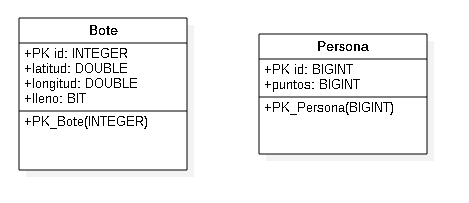 Bote
+PK id: INTEGER
+latitud: DOUBLE
+longitud: DOUBLE
+lleno: BIT
+PK_Bote(INTEGER)
Persona
+PK id: BIGINT
+puntos: BIGINT
+PK_Persona(BIGINT)